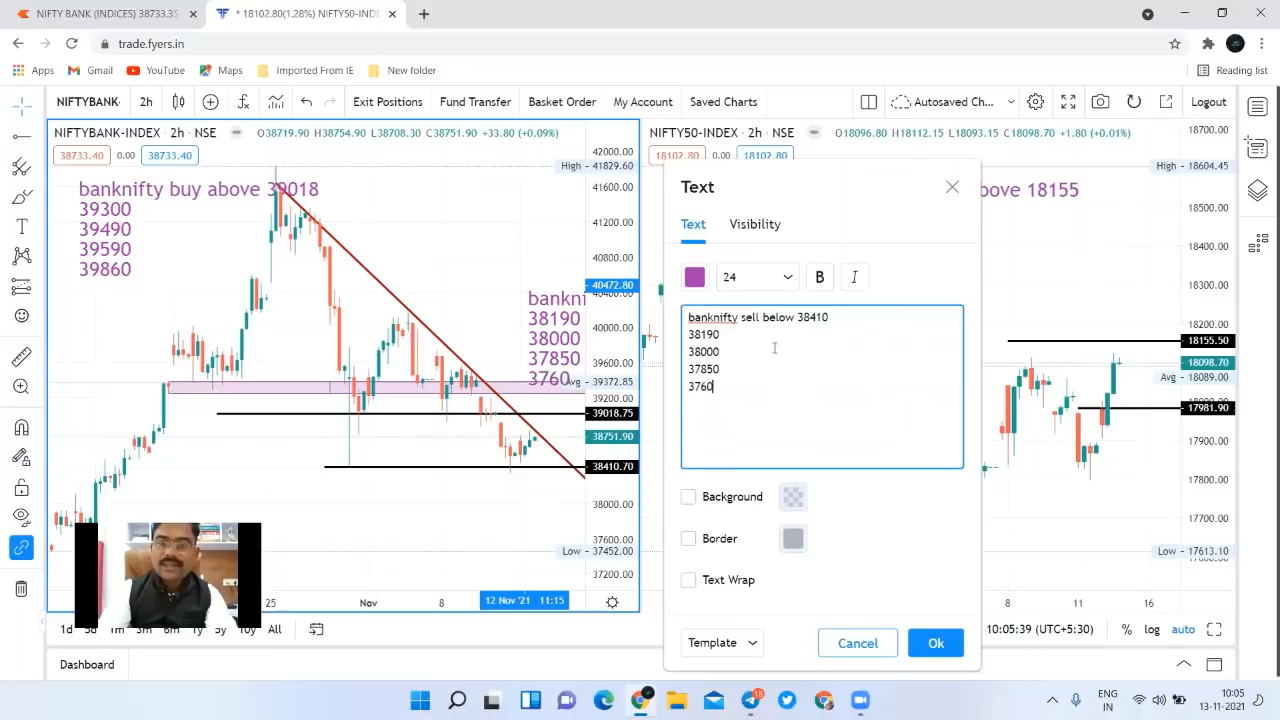 NIFTY BANK (INDICES) 38733.35
* 18102.80(1.28%) NIFTY50-INDE
trade.fyers.in
Apps
Gmail
YouTube
Maps
Imported From IE
New folder
Reading list
NIFTYBANK-
2h
Exit Positions
Fund Transfer
Basket Order
My Account
Saved Charts
Autosaved Ch...
Logout
NIFTYBANK-INDEX • 2h • NSE
O38719.90 H38754.90 L38708.30 C38751.90 +33.80 (+0.09%)
38733.40 0.00 38733.40
NIFTY50-INDEX • 2h • NSE
O18096.80 H18112.15 L18093.15 C18098.70 +1.80 (+0.01%)
18102.80 0.00 18102.80
banknifty buy above 39018
39300
39490
39590
39860
bankni
38190
38000
37850
3760
42000.00
High - 41829.60
41600.00
41200.00
40800.00
40472.80
40400.00
40000.00
39600.00
Avg - 39372.85
39200.00
39018.75
38751.90
38410.70
38000.00
Low - 37452.00
37200.00
25
Nov
8
12 Nov '21 11:15
Text
Text
Visibility
24
B
I
banknifty sell below 38410
38190
38000
37850
3760
Background
Border
Text Wrap
Template
Cancel
Ok
bove 18155
18700.00
High - 18604.45
18500.00
18400.00
18300.00
18200.00
18155.50
18098.70
Avg - 18089.00
17981.90
17900.00
17800.00
17700.00
Low - 17613.10
8
11
16
1d
5d
1m
3m
6m
1y
5y
10y
All
10:05:39 (UTC+5:30)
%
log
auto
Dashboard
18
ENG
IN
10:05
13-11-2021